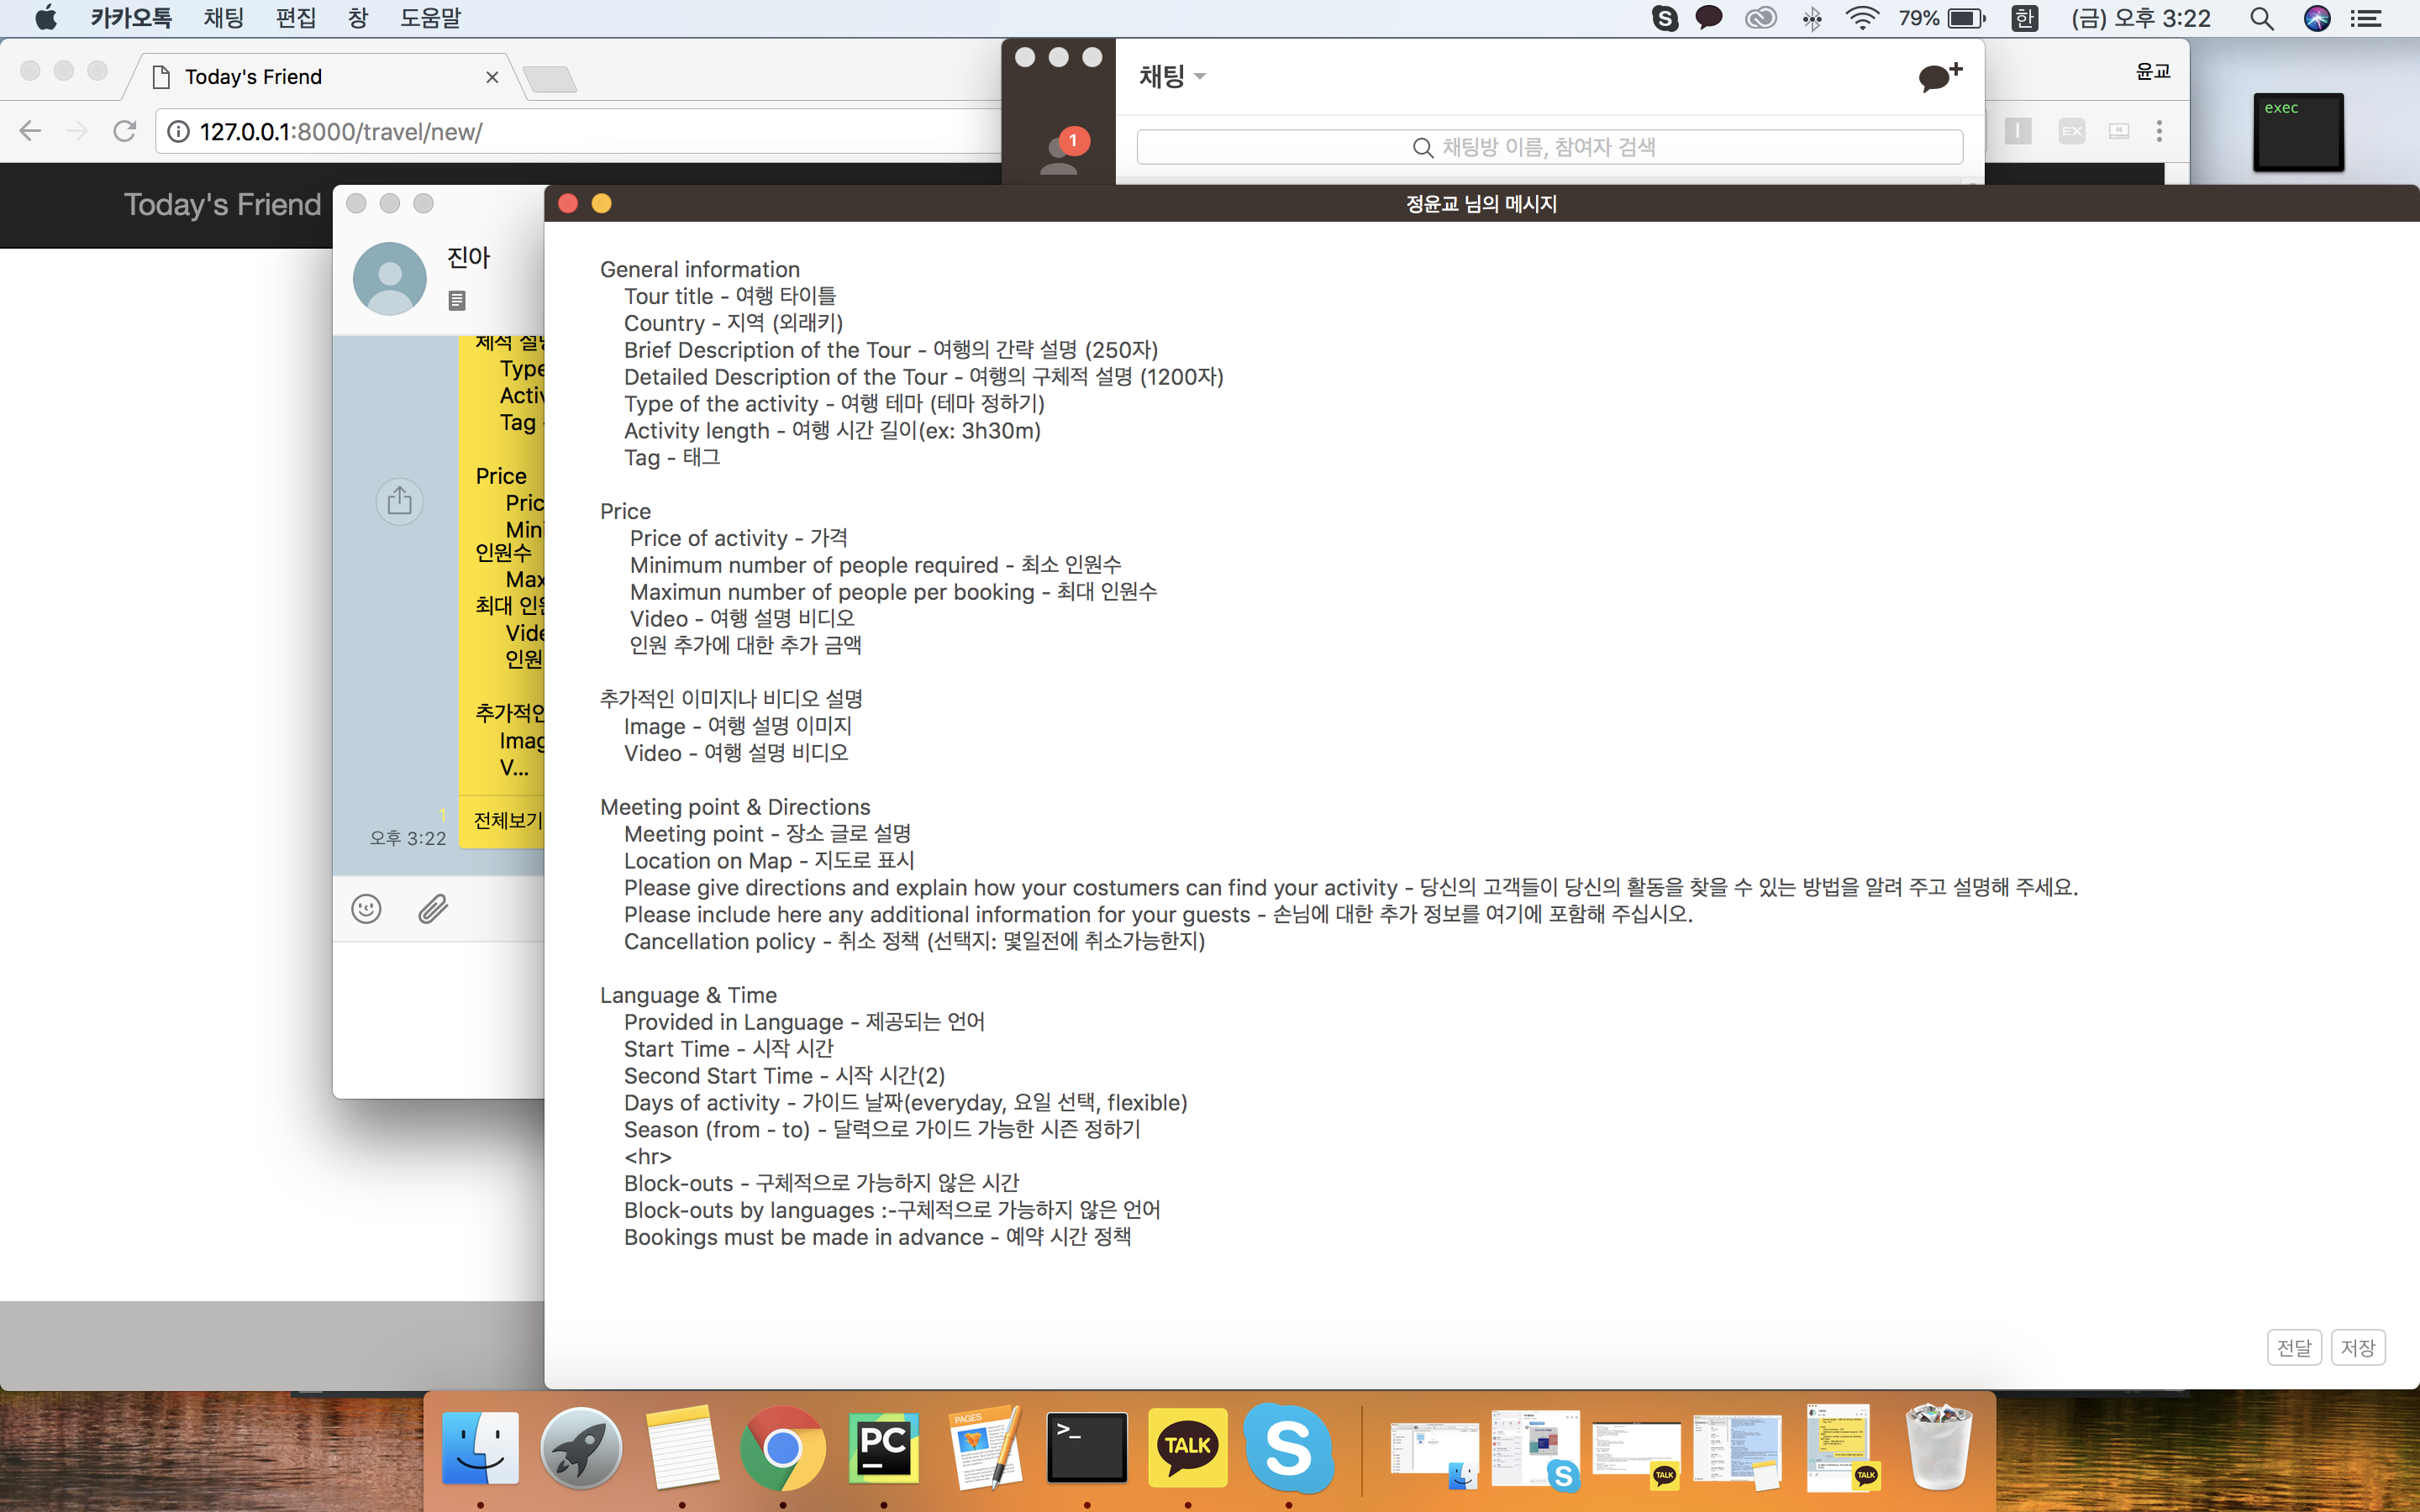 카카오톡 채팅 편집 창 도움말
79% 한 (금) 오후 3:22
Today's Friend
윤교
127.0.0.1:8000/travel/new/
채팅
1
채팅방 이름, 참여자 검색
EX
exec
Today's Friend
진아
체적 설명
Type
Activ
Tag -
Price
Pric
Mini
인원수
Max
최대 인원
Vide
인원
추가적인
Imag
V...
전체보기
1
오후 3:22
정윤교 님의 메시지
General information
Tour title - 여행 타이틀
Country - 지역 (외래키)
Brief Description of the Tour - 여행의 간략 설명 (250자)
Detailed Description of the Tour - 여행의 구체적 설명 (1200자)
Type of the activity - 여행 테마 (테마 정하기)
Activity length - 여행 시간 길이(ex: 3h30m)
Tag - 태그
Price
Price of activity - 가격
Minimum number of people required - 최소 인원수
Maximun number of people per booking - 최대 인원수
Video - 여행 설명 비디오
인원 추가에 대한 추가 금액
추가적인 이미지나 비디오 설명
Image - 여행 설명 이미지
Video - 여행 설명 비디오
Meeting point & Directions
Meeting point - 장소 글로 설명
Location on Map - 지도로 표시
Please give directions and explain how your costumers can find your activity - 당신의 고객들이 당신의 활동을 찾을 수 있는 방법을 알려 주고 설명해 주세요.
Please include here any additional information for your guests - 손님에 대한 추가 정보를 여기에 포함해 주십시오.
Cancellation policy - 취소 정책 (선택지: 몇일전에 취소가능한지)
Language & Time
Provided in Language - 제공되는 언어
Start Time - 시작 시간
Second Start Time - 시작 시간(2)
Days of activity - 가이드 날짜(everyday, 요일 선택, flexible)
Season (from - to) - 달력으로 가이드 가능한 시즌 정하기
<hr>
Block-outs - 구체적으로 가능하지 않은 시간
Block-outs by languages :-구체적으로 가능하지 않은 언어
Bookings must be made in advance - 예약 시간 정책
전달 저장
PC
PAGES
>_
TALK
S
TALK
TALK